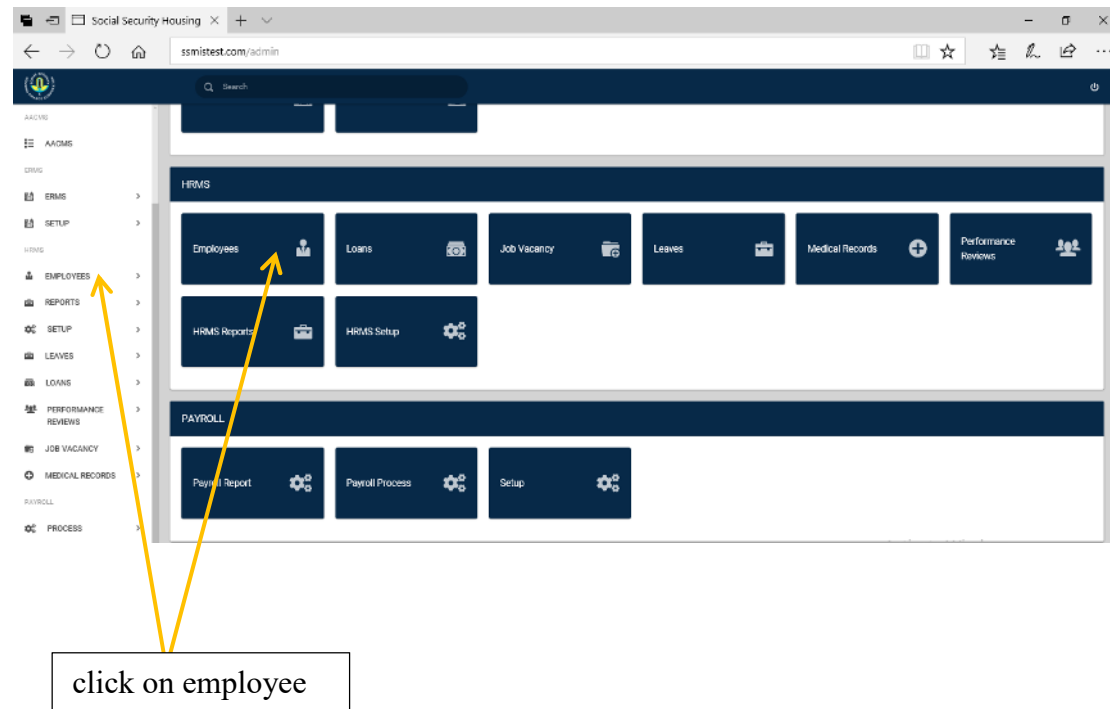 Social Security Housing
ssmistest.com/admin
Search
AACMS
AACMS
ERMS
ERMS
SETUP
HRMS
EMPLOYEES
REPORTS
SETUP
LEAVES
LOANS
PERFORMANCE
REVIEWS
JOB VACANCY
MEDICAL RECORDS
PAYROLL
PROCESS
HRMS
Employees
Loans
Job Vacancy
Leaves
Medical Records
Performance
Reviews
HRMS Reports
HRMS Setup
PAYROLL
Payroll Report
Payroll Process
Setup
click on employee